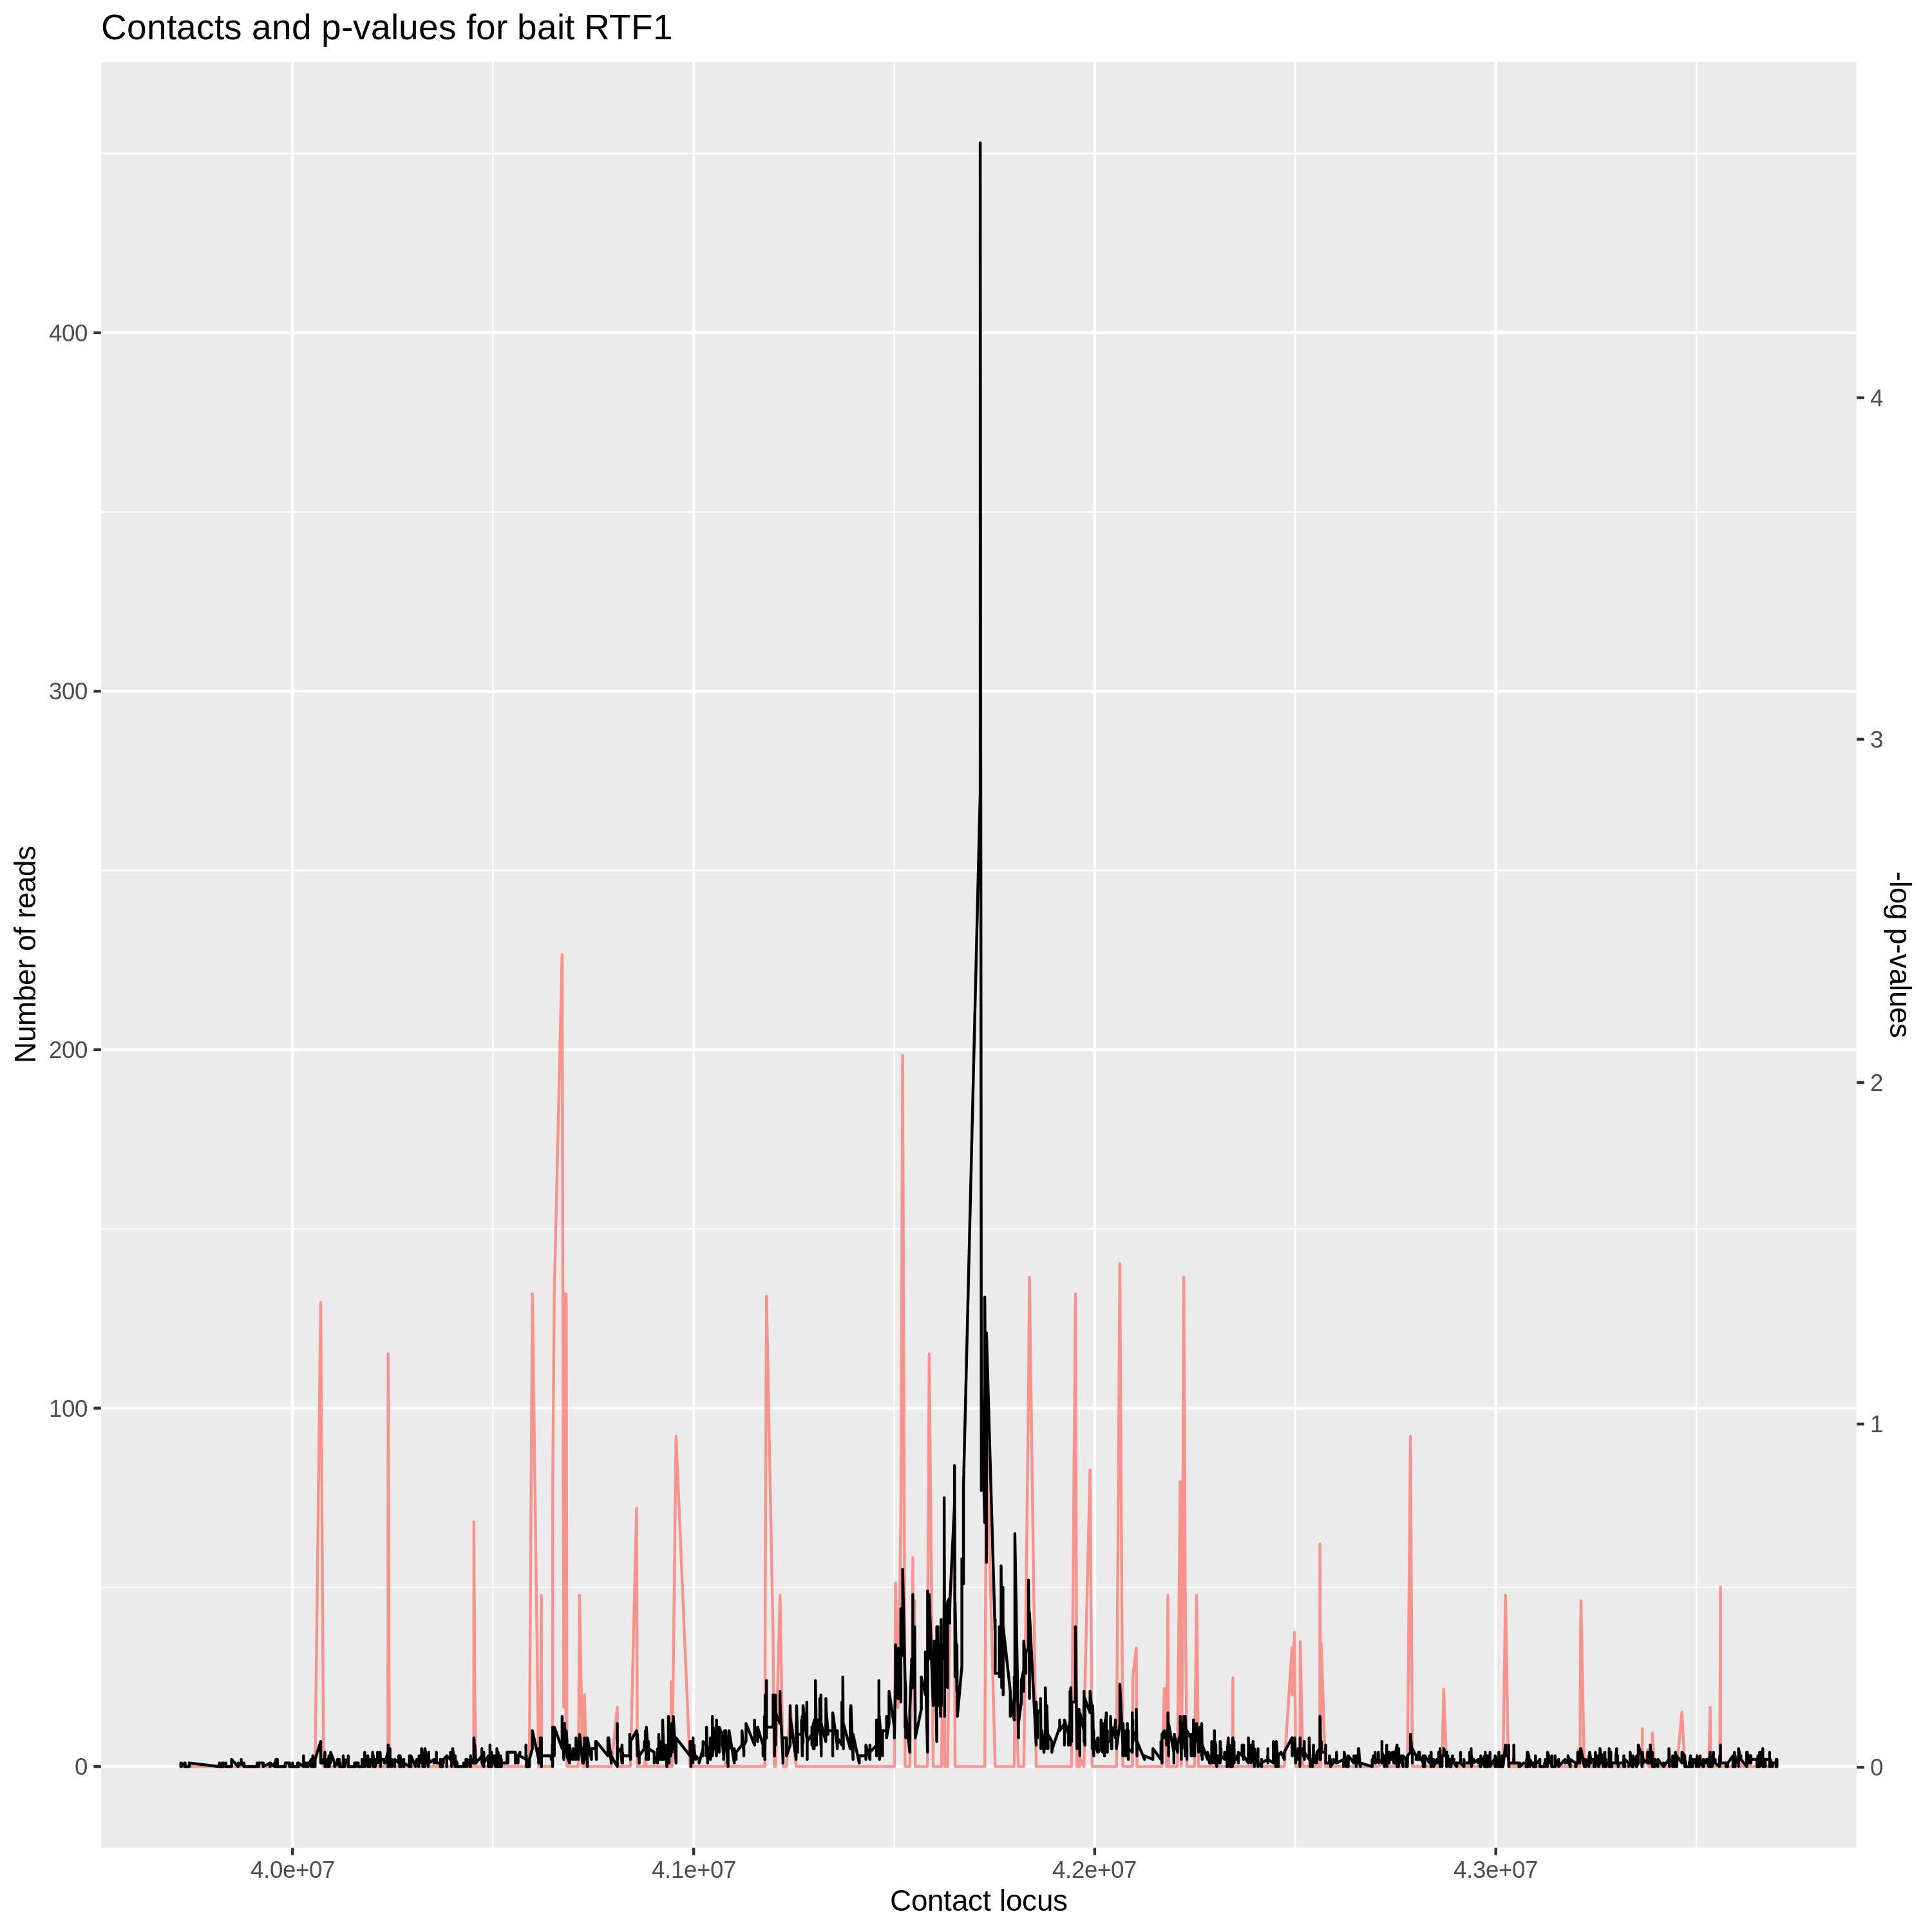 Contacts and p-values for bait RTF1
Number of reads
400
300
200
100
0
4
3
2
1
0
-log p-values
4.0e+07 4.1e+07 4.2e+07 4.3e+07
Contact locus